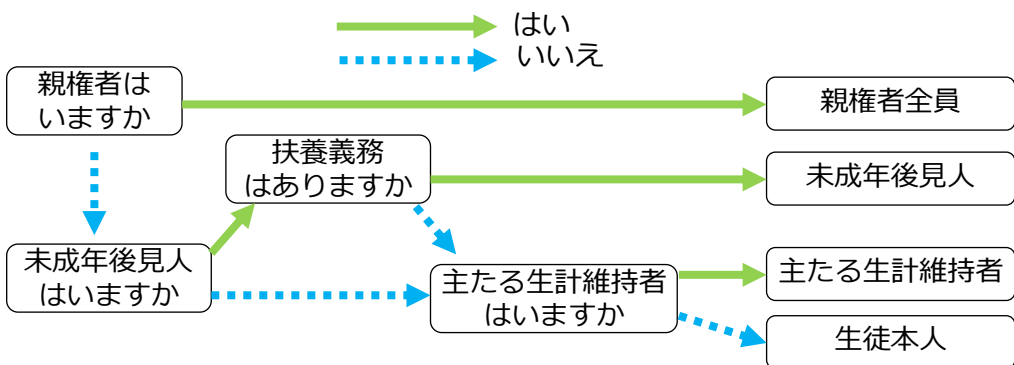 はい
いいえ
親権者は
いますか
親権者全員
扶養義務
はありますか
未成年後見人
未成年後見人
はいますか
主たる生計維持者
はいますか
主たる生計維持者
生徒本人